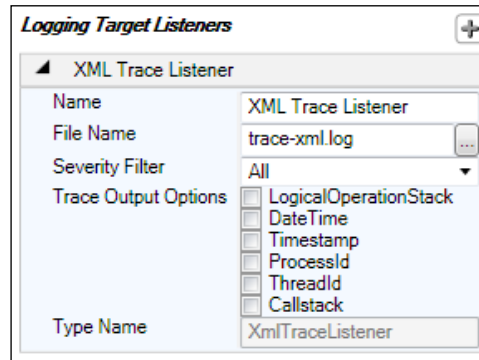 Logging Target Listeners
XML Trace Listener
Name XML Trace Listener
File Name trace-xml.log ...
Severity Filter All
Trace Output Options LogicalOperationStack
DateTime
Timestamp
ProcessId
ThreadId
Callstack
Type Name XmlTraceListener